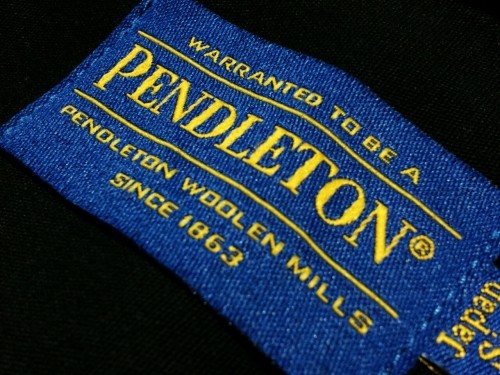 WARRANTED TO BE A
PENDLETON®
PENDLETON WOOLEN MILLS
SINCE 1863
Japan